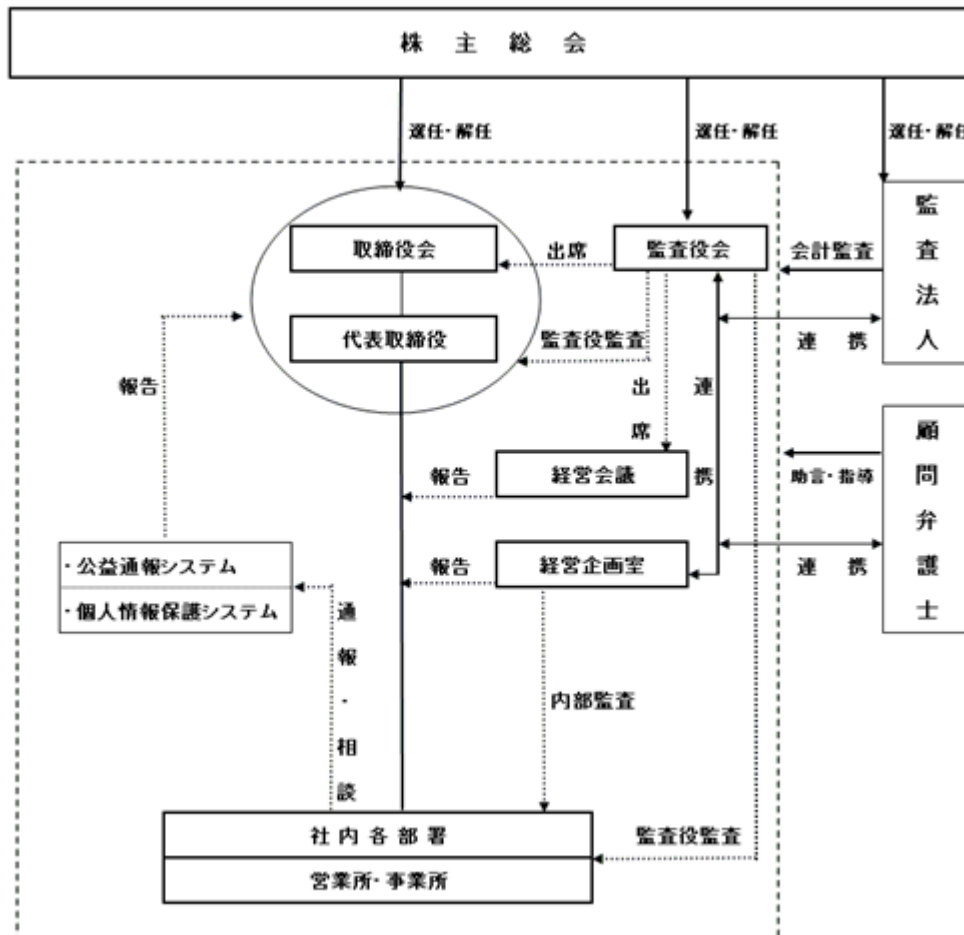 株主総会
選任・解任
選任・解任
選任・解任
監査法人
取締役会
出席
監査役会
会計監査
代表取締役
監査役監査
連携
報告
出席
連携
顧問弁護士
報告
経営会議
助言・指導
報告
経営企画室
連携
・公益通報システム
・個人情報保護システム
通報・相談
内部監査
社内各部署
監査役監査
営業所・事業所